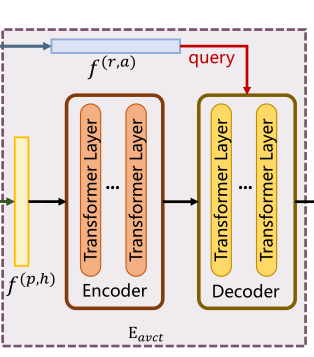 f^(r,a)
query
Transformer Layer
...
Transformer Layer
Transformer Layer
...
Transformer Layer
f^(p,h)
Encoder
Decoder
E_avct